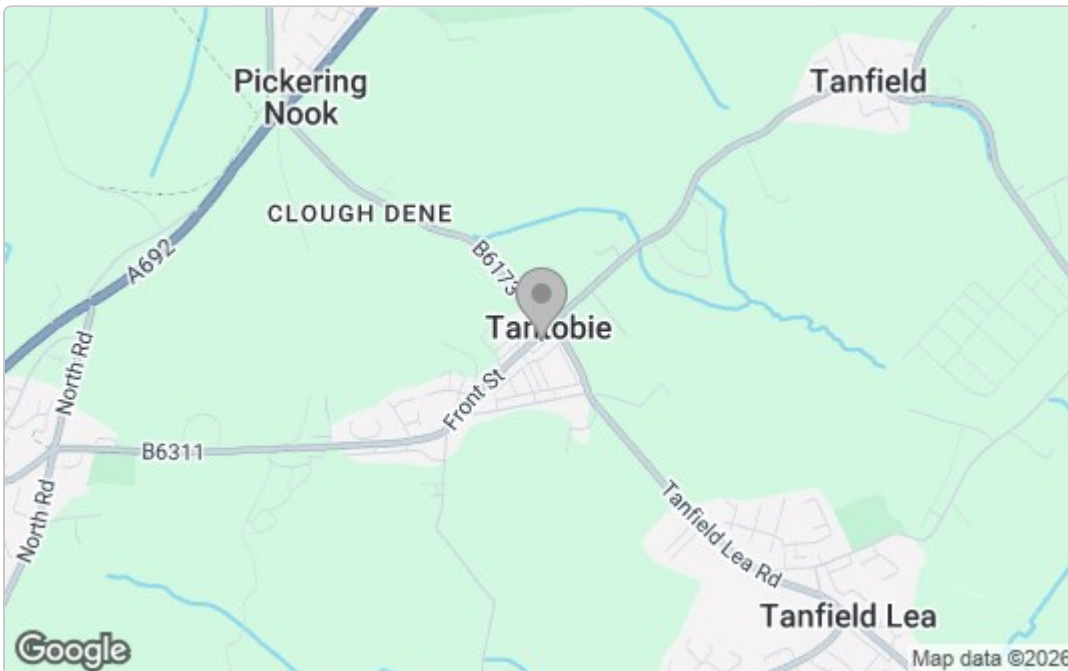 Pickering
Nook
Tanfield
CLOUGH DENE
A692
B6173
Tantobie
North Rd
Front St
B6311
North Rd
Tanfield Lea Rd
Tanfield Lea
Google
Map data ©2026